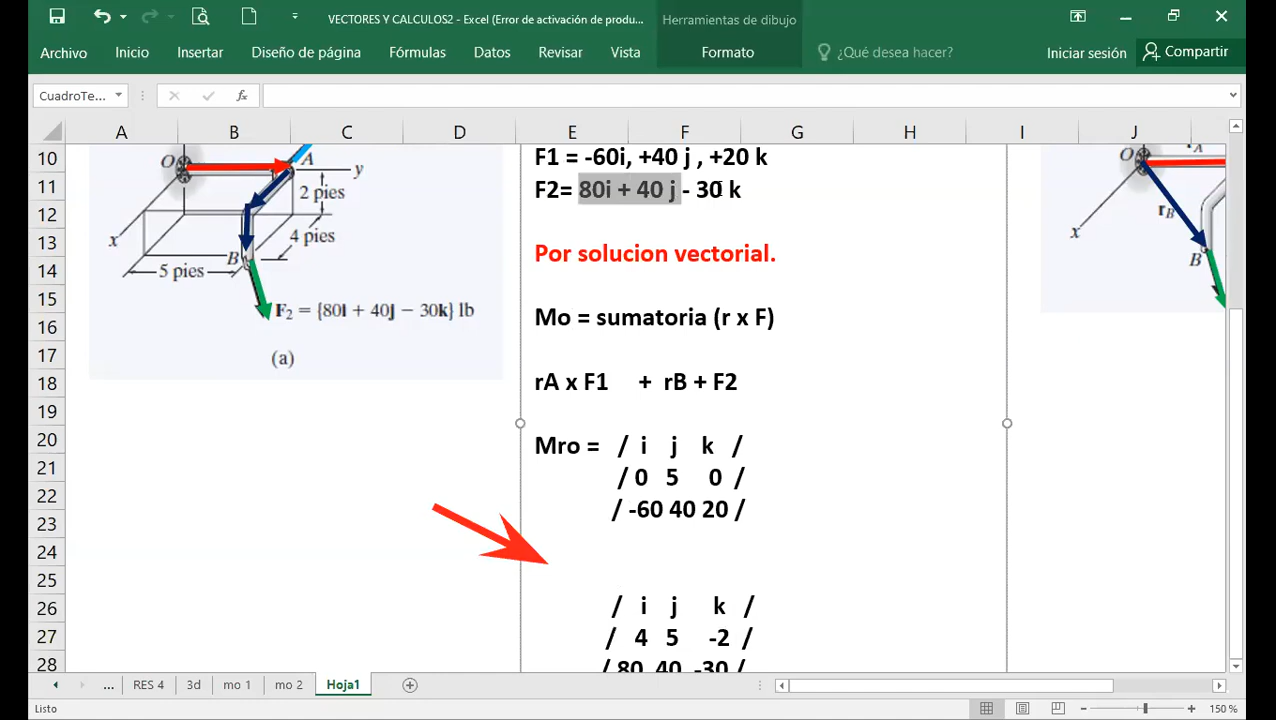 VECTORES Y CALCULOS2 - Excel (Error de activación de produ...
Herramientas de dibujo
Archivo Inicio Insertar Diseño de página Fórmulas Datos Revisar Vista Formato ¿Qué desea hacer? Iniciar sesión Compartir
CuadroTe... fx
A B C D E F G H I J
10
11
12
13
14
15
16
17
18
19
20
21
22
23
24
25
26
27
28
O A y
2 pies
4 pies
x
B
5 pies
F2 = {80i + 40j − 30k} lb
(a)
F1 = -60i, +40 j , +20 k
F2= 80i + 40 j - 30 k
Por solucion vectorial.
Mo = sumatoria (r x F)
rA x F1 + rB + F2
Mro = / i j k /
/ 0 5 0 /
/ -60 40 20 /
/ i j k /
/ 4 5 -2 /
/ 80 40 -30 /
O
rB
x
B
... RES 4 3d mo 1 mo 2 Hoja1
Listo
150 %